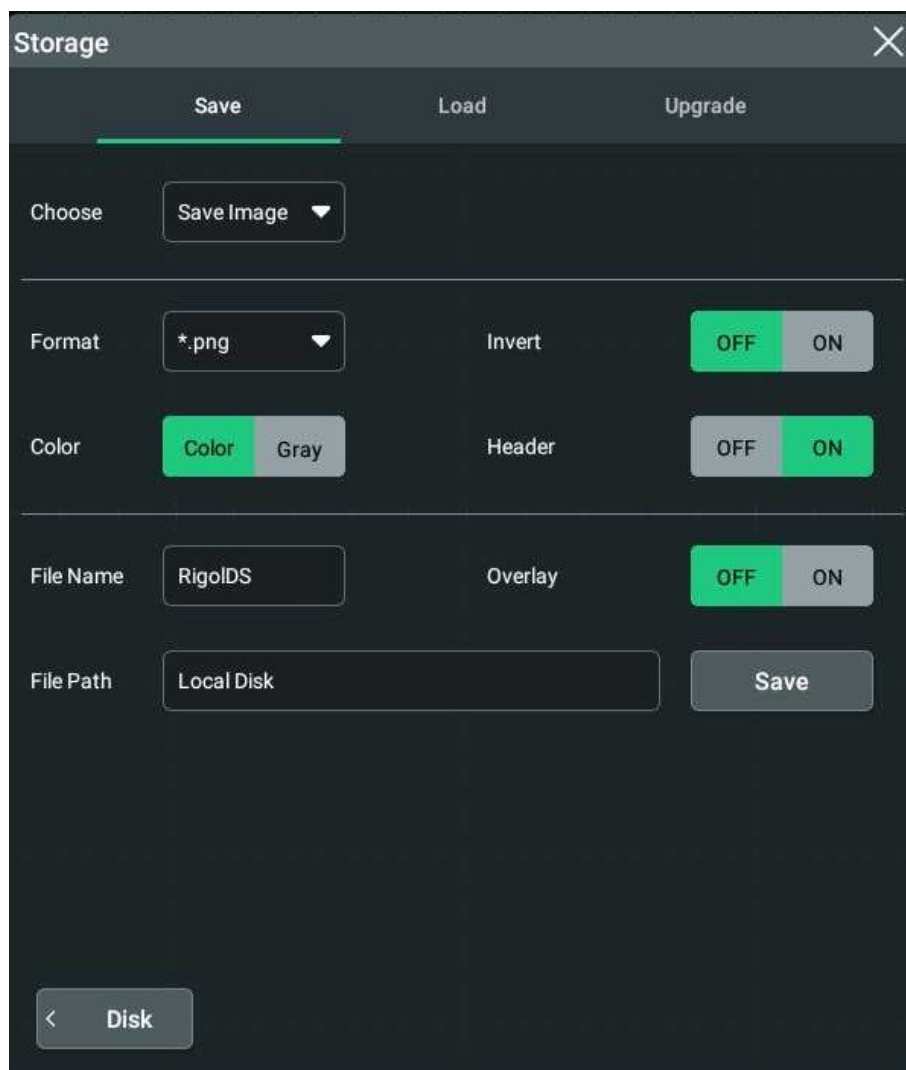 Storage
Save Load Upgrade
Choose Save Image
Format *.png Invert OFF ON
Color Color Gray Header OFF ON
File Name RigolDS Overlay OFF ON
File Path Local Disk Save
< Disk